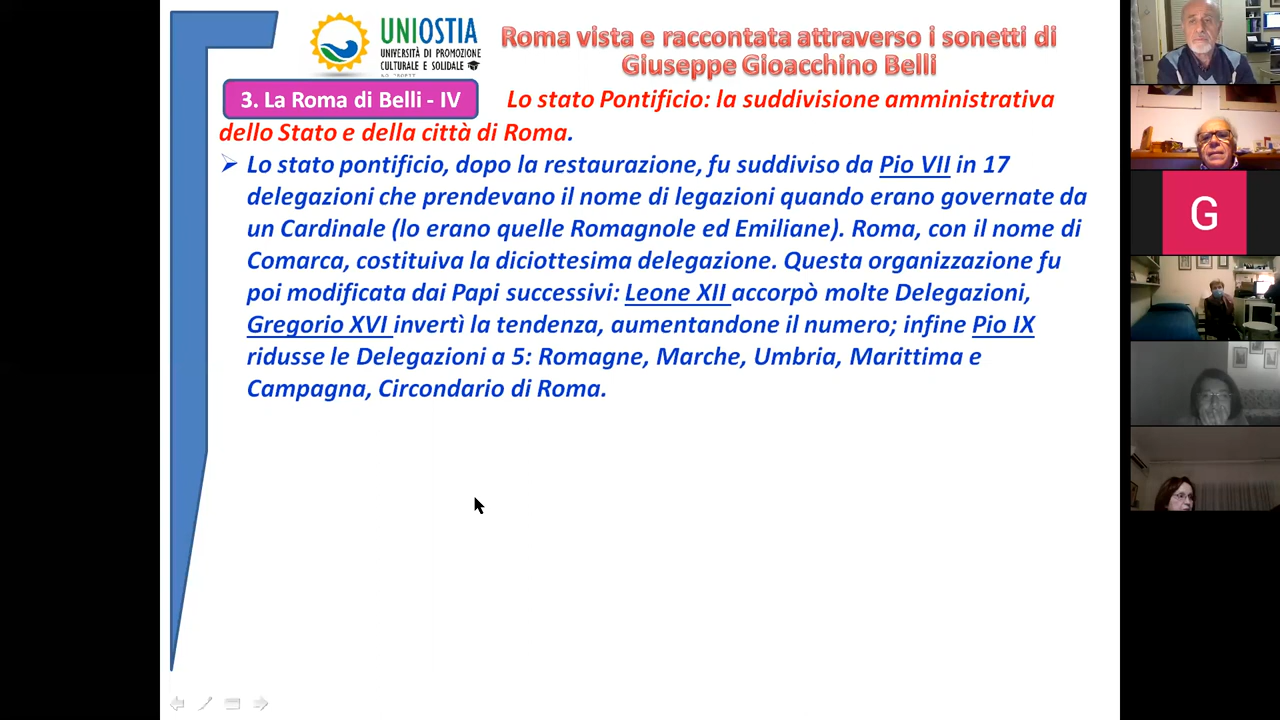 UNIOSTIA
UNIVERSITÀ DI PROMOZIONE
CULTURALE E SOLIDALE
Roma vista e raccontata attraverso i sonetti di
Giuseppe Gioacchino Belli
3. La Roma di Belli - IV
Lo stato Pontificio: la suddivisione amministrativa
dello Stato e della città di Roma.
Lo stato pontificio, dopo la restaurazione, fu suddiviso da Pio VII in 17
delegazioni che prendevano il nome di legazioni quando erano governate da
un Cardinale (lo erano quelle Romagnole ed Emiliane). Roma, con il nome di
Comarca, costituiva la diciottesima delegazione. Questa organizzazione fu
poi modificata dai Papi successivi: Leone XII accorpò molte Delegazioni,
Gregorio XVI invertì la tendenza, aumentandone il numero; infine Pio IX
ridusse le Delegazioni a 5: Romagne, Marche, Umbria, Marittima e
Campagna, Circondario di Roma.
G